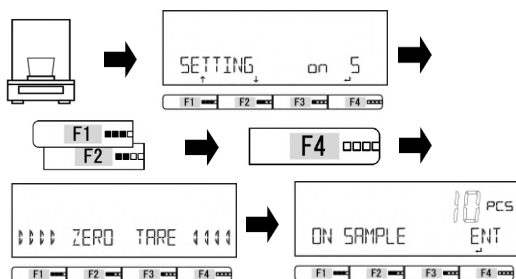 SETTING on 5
F1 F2 F3 F4
F1
F2
F4
ZERO TARE
F1 F2 F3 F4
10 PCS
ON SAMPLE ENT
F1 F2 F3 F4